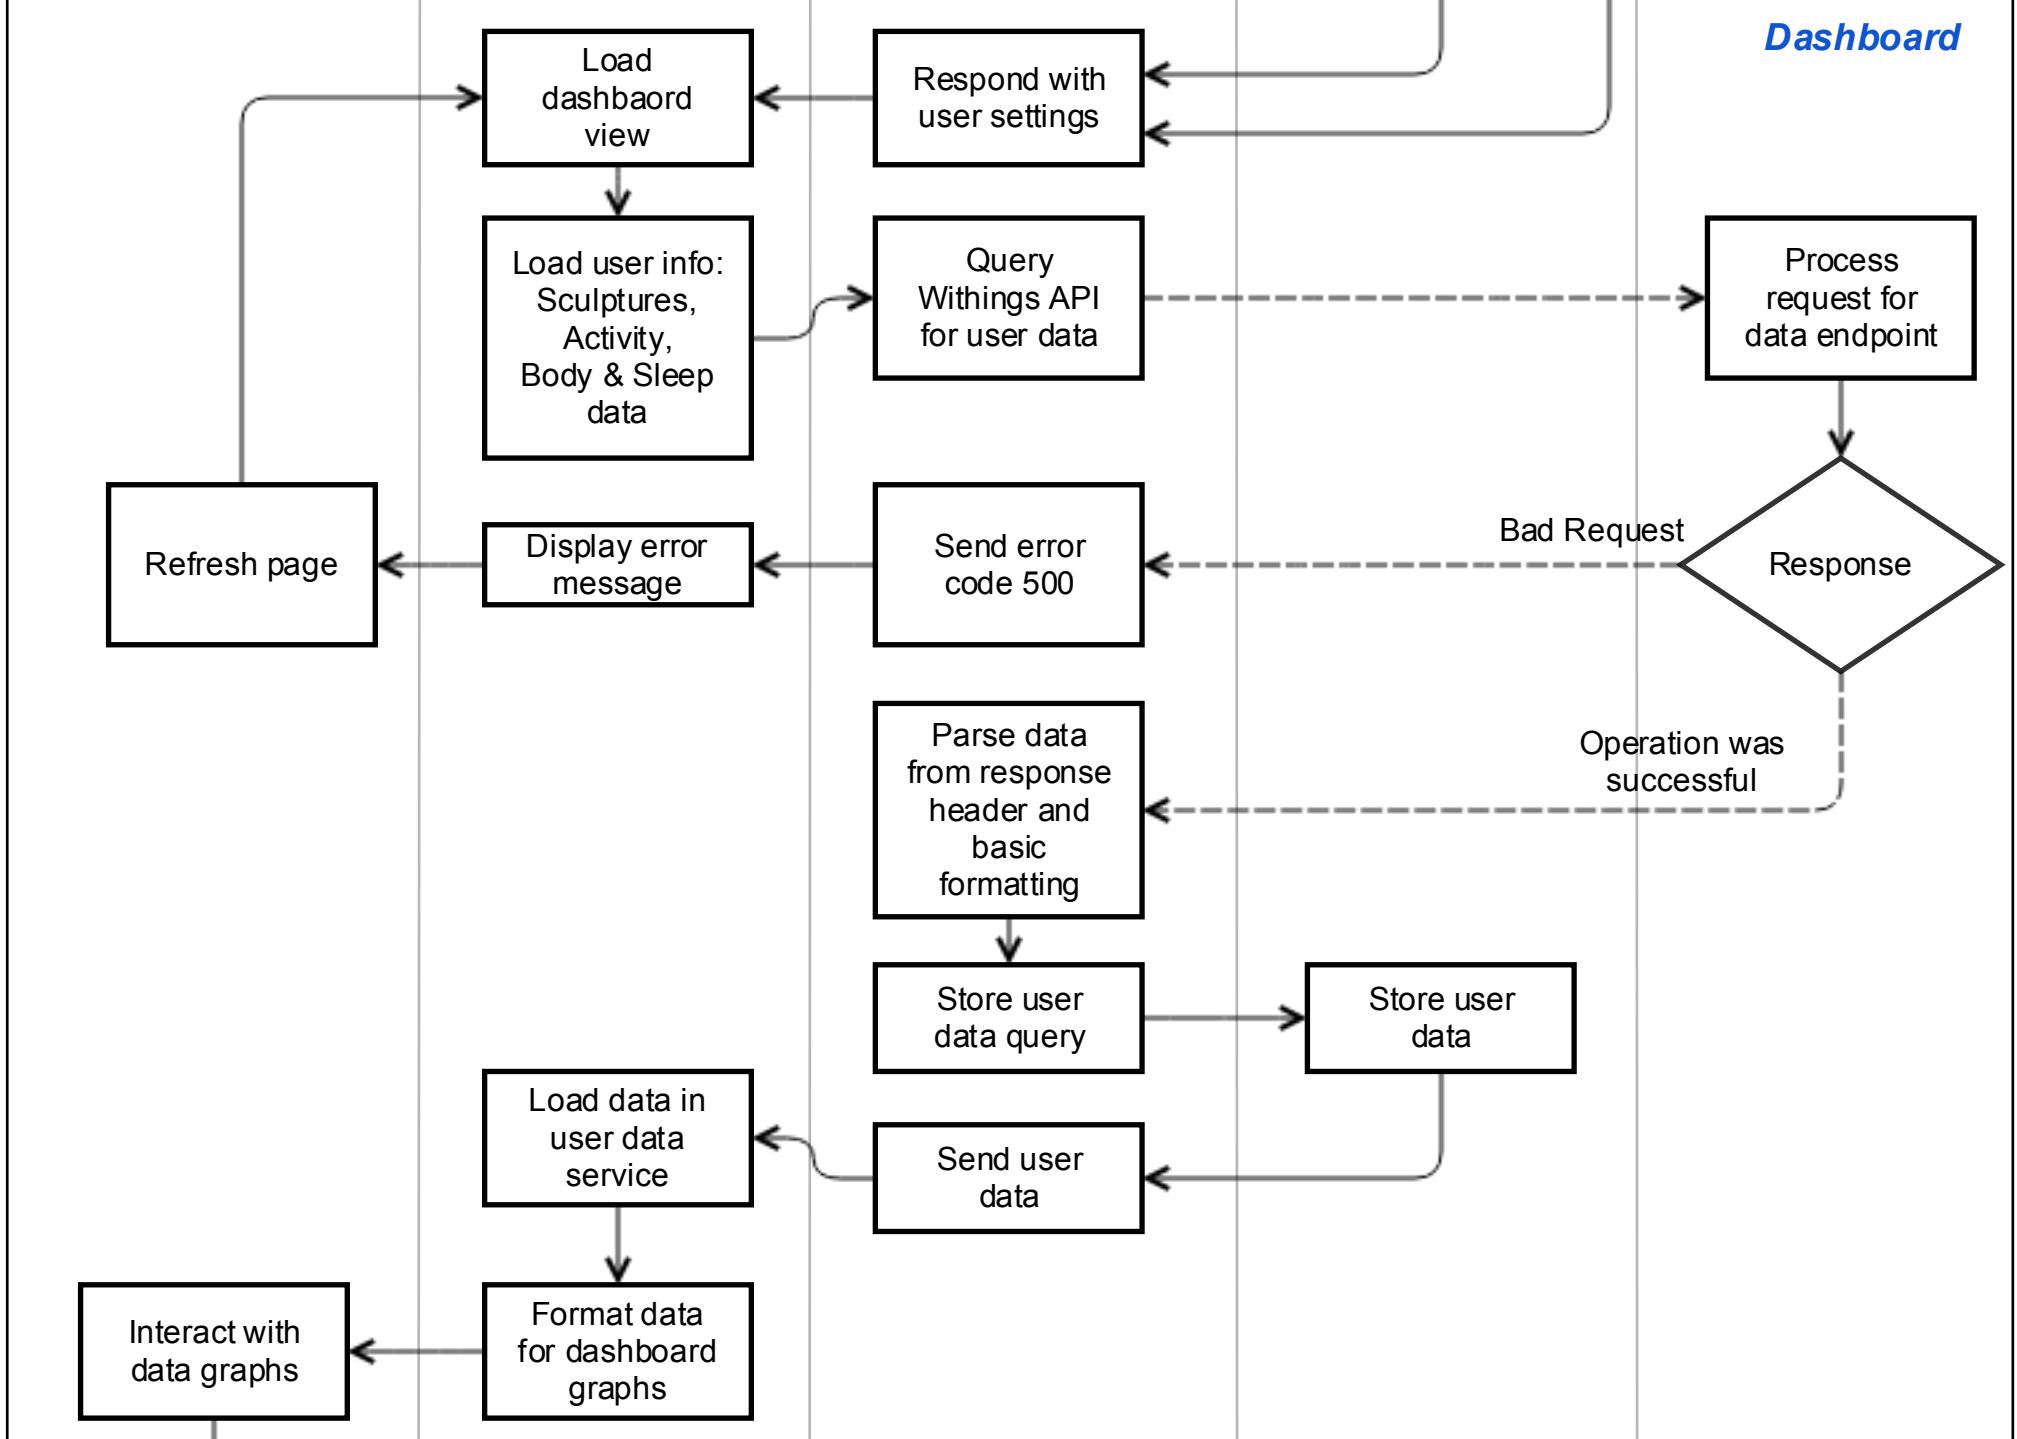 Dashboard
Load
dashbaord
view
Respond with
user settings
Load user info:
Sculptures,
Activity,
Body & Sleep
data
Query
Withings API
for user data
Process
request for
data endpoint
Refresh page
Display error
message
Send error
code 500
Bad Request
Response
Parse data
from response
header and
basic
formatting
Operation was
successful
Store user
data query
Store user
data
Load data in
user data
service
Send user
data
Interact with
data graphs
Format data
for dashboard
graphs